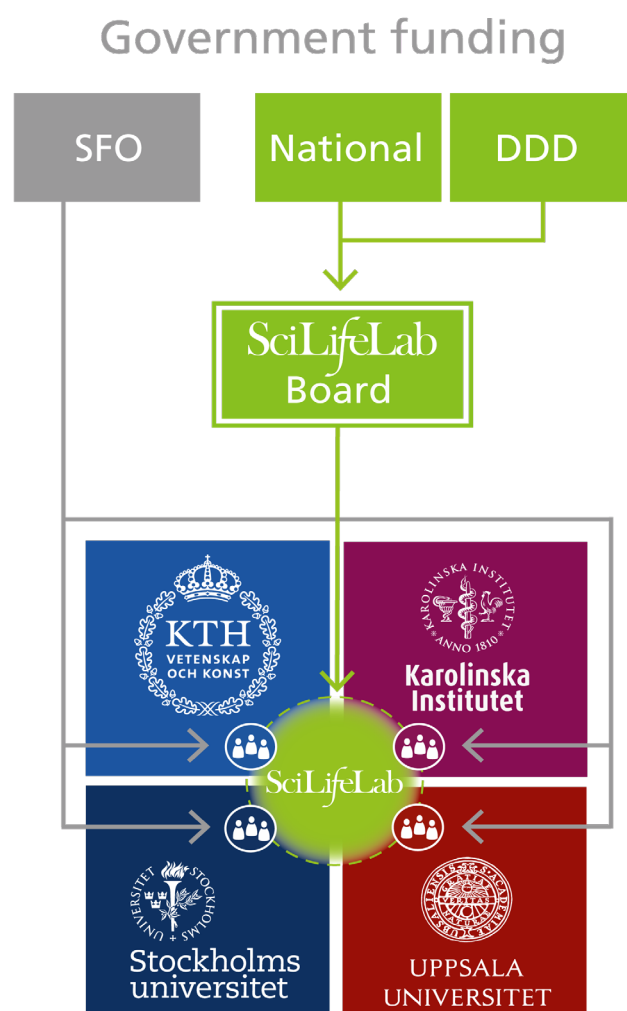 Government funding
SFO
National
DDD
SciLifeLab
Board
KTH
VETENSKAP
OCH KONST
KAROLINSKA INSTITUTET
ANNO 1810
Karolinska
Institutet
SciLifeLab
STOCKHOLMS
UNIVERSITET
Stockholms
universitet
UPPSALA
UNIVERSITET